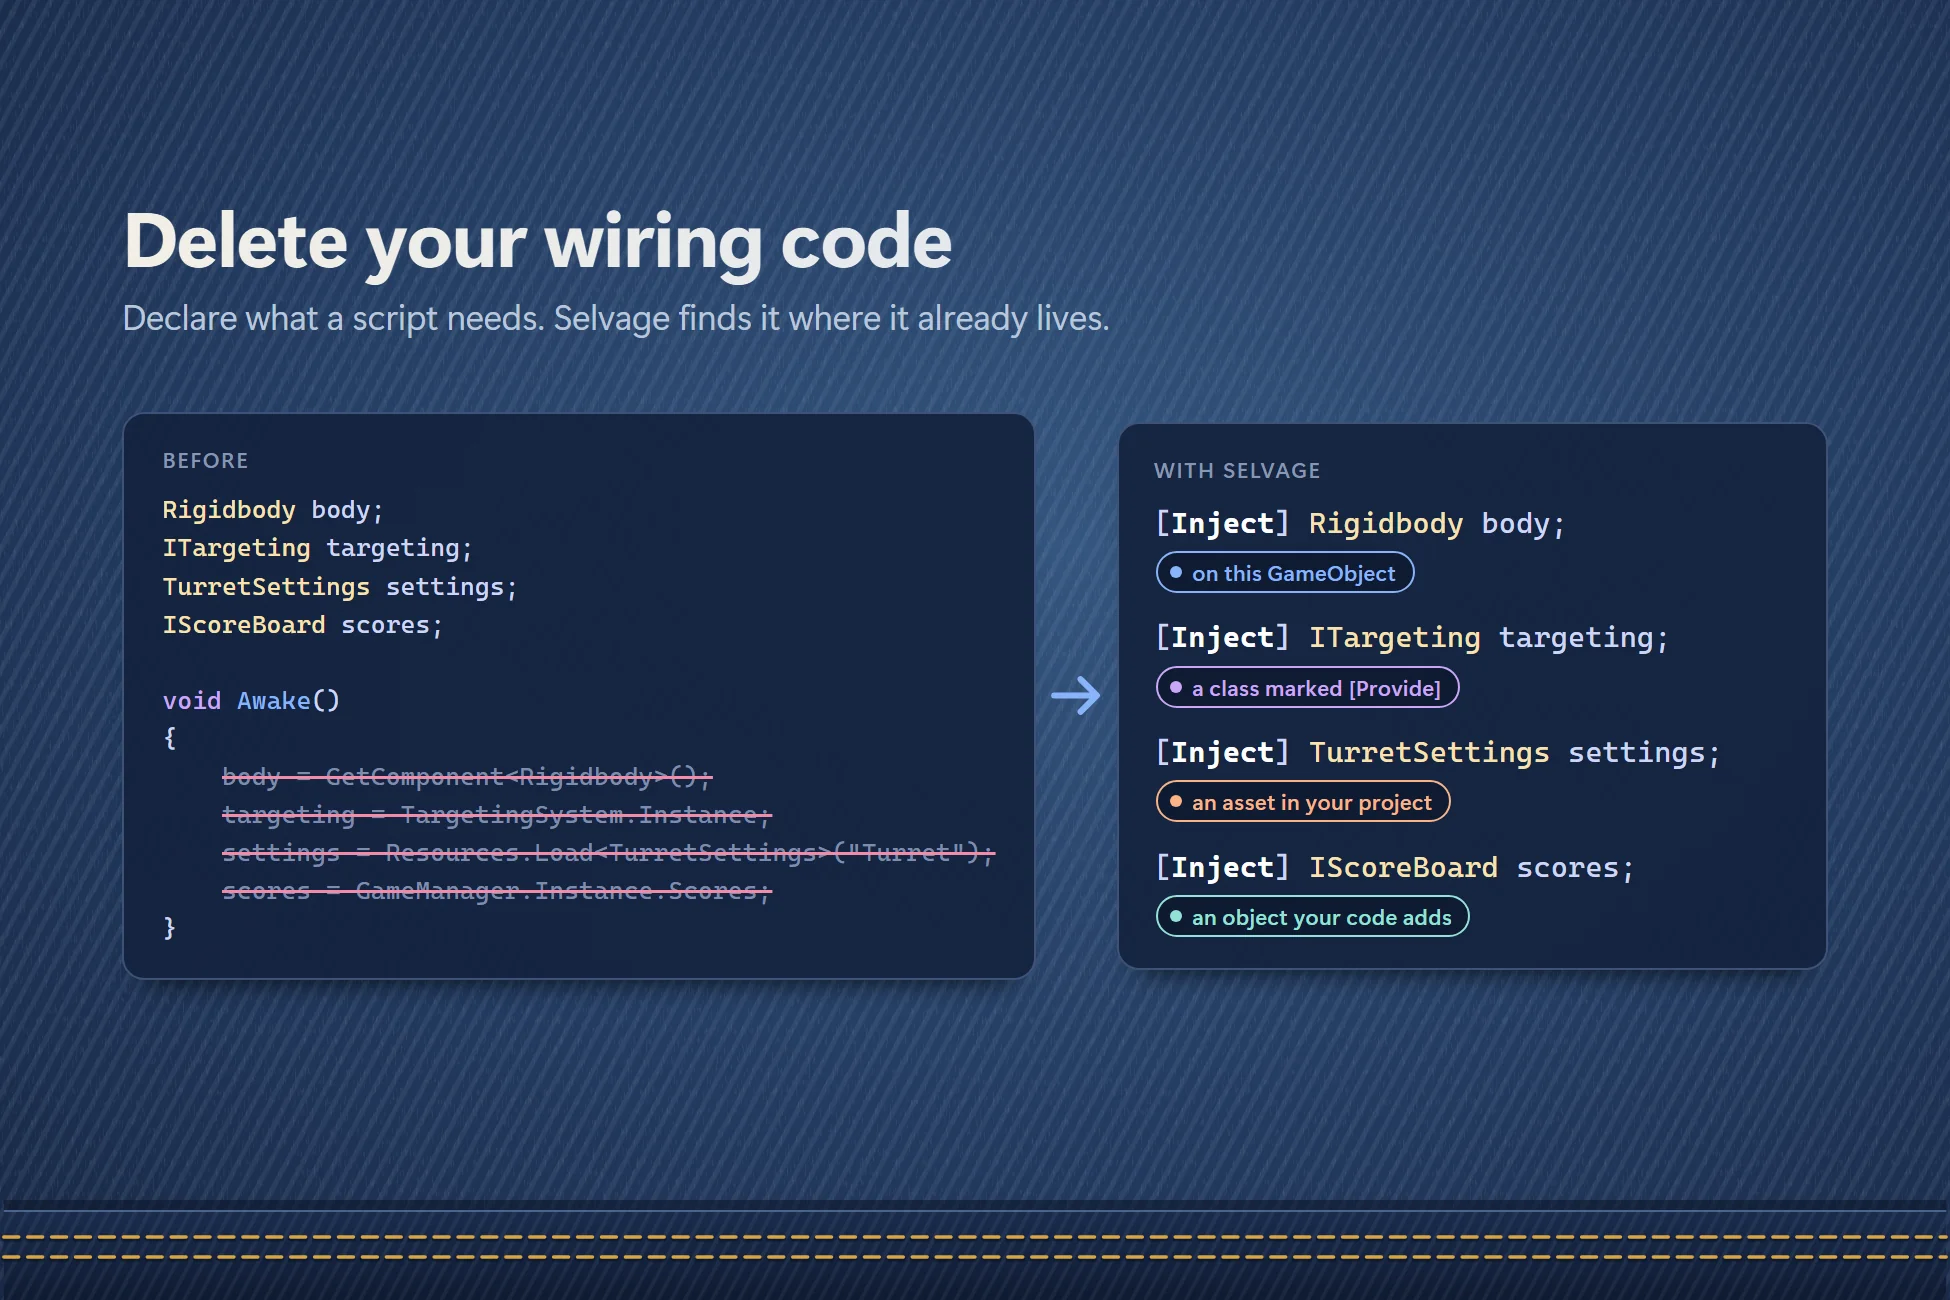 Delete your wiring code
Declare what a script needs. Selvage finds it where it already lives.
BEFORE
Rigidbody body;
ITargeting targeting;
TurretSettings settings;
IScoreBoard scores;
void Awake()
{
    body = GetComponent<Rigidbody>();
    targeting = TargetingSystem.Instance;
    settings = Resources.Load<TurretSettings>("Turret");
    scores = GameManager.Instance.Scores;
}
WITH SELVAGE
[Inject] Rigidbody body;
on this GameObject
[Inject] ITargeting targeting;
a class marked [Provide]
[Inject] TurretSettings settings;
an asset in your project
[Inject] IScoreBoard scores;
an object your code adds